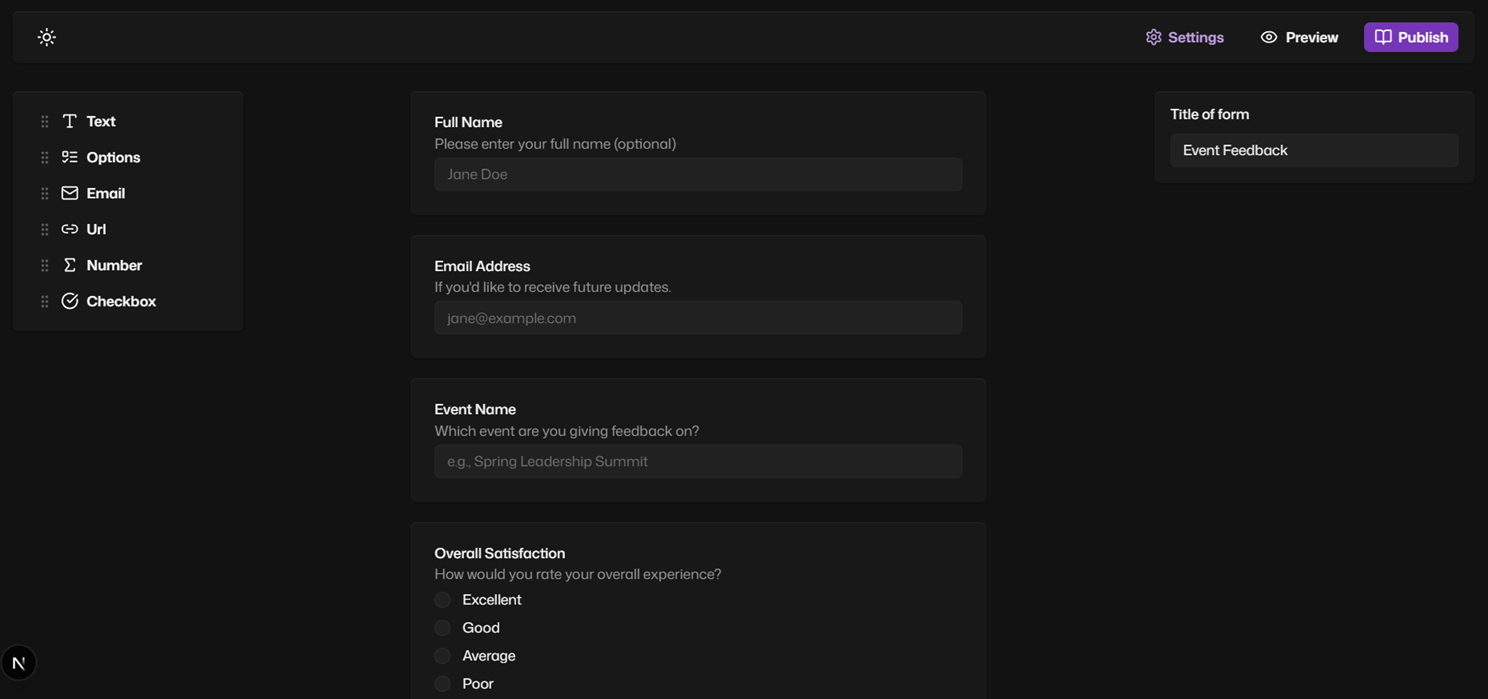 Settings
Preview
Publish
Text
Options
Email
Url
Number
Checkbox
Full Name
Please enter your full name (optional)
Jane Doe
Email Address
If you'd like to receive future updates.
jane@example.com
Event Name
Which event are you giving feedback on?
e.g., Spring Leadership Summit
Overall Satisfaction
How would you rate your overall experience?
Excellent
Good
Average
Poor
Title of form
Event Feedback
N